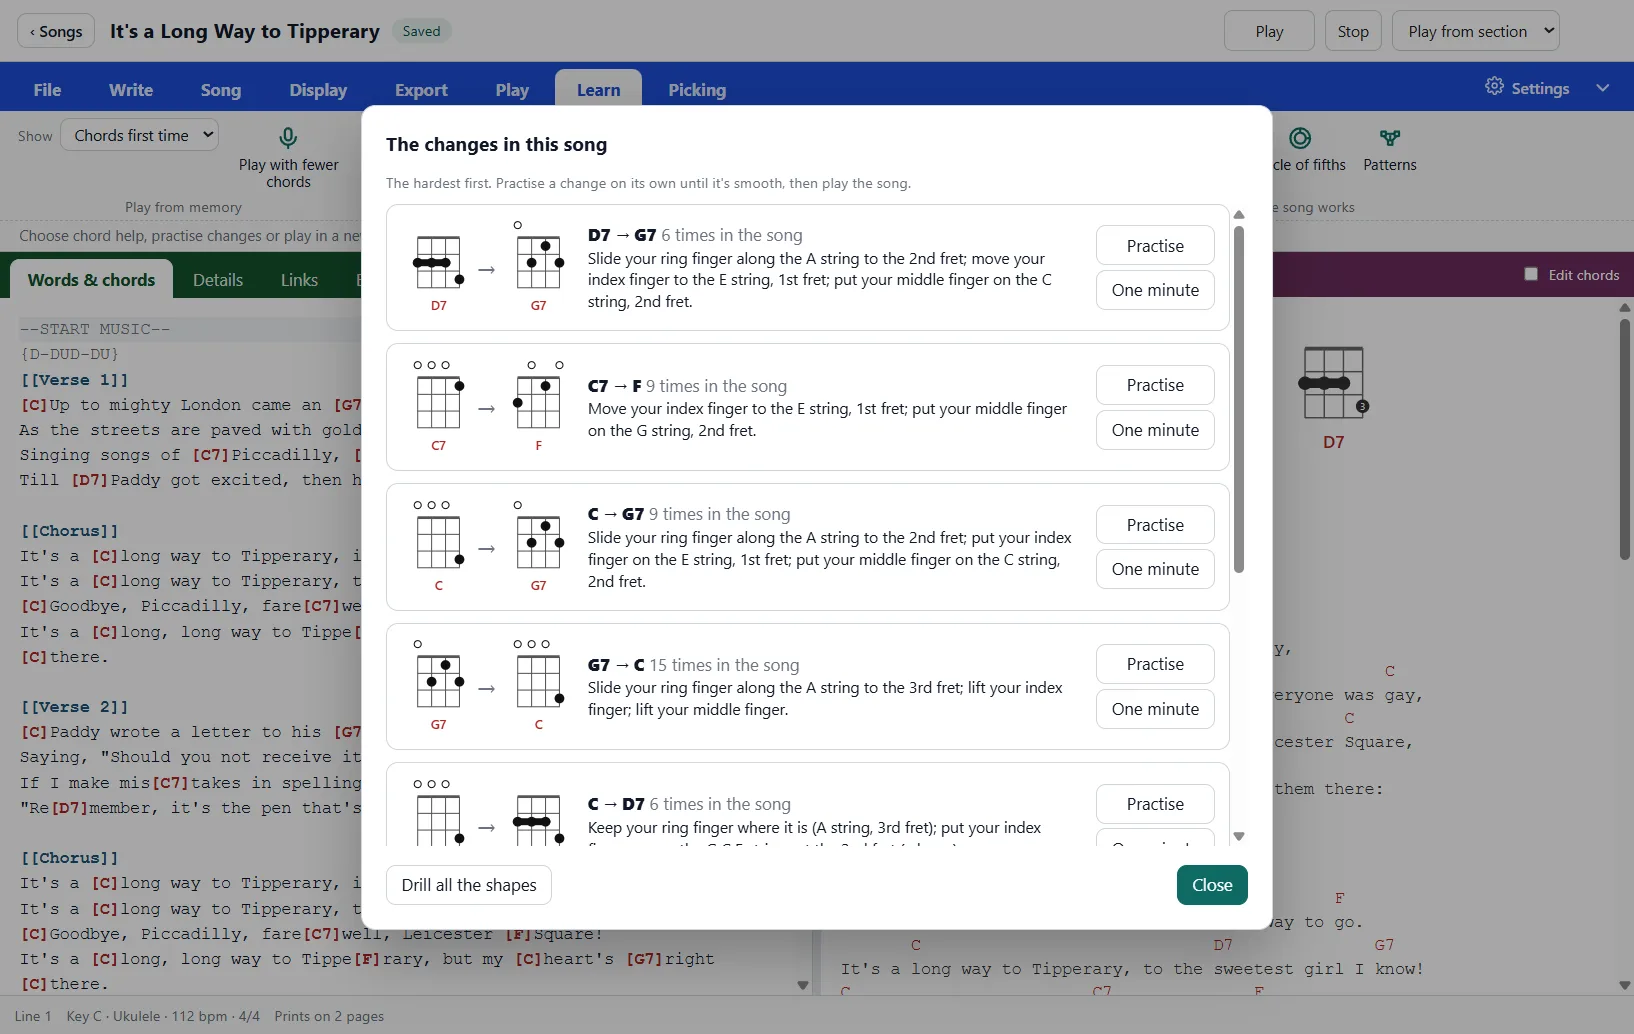 ‹ Songs
It's a Long Way to Tipperary
Saved
Play
Stop
Play from section
File
Write
Song
Display
Export
Play
Learn
Picking
Settings
Show
Chords first time
Play with fewer
chords
Play from memory
cle of fifths
Patterns
e song works
Choose chord help, practise changes or play in a ne
Words & chords
Details
Links
Edit chords
--START MUSIC--
{D-DUD-DU}
[[Verse 1]]
[C]Up to mighty London came an [G7
As the streets are paved with gold
Singing songs of [C7]Piccadilly, [
Till [D7]Paddy got excited, then h
[[Chorus]]
It's a [C]long way to Tipperary, i
It's a [C]long way to Tipperary, t
[C]Goodbye, Piccadilly, fare[C7]we
It's a [C]long, long way to Tippe[
[C]there.
[[Verse 2]]
[C]Paddy wrote a letter to his [G7
Saying, "Should you not receive it
If I make mis[C7]takes in spelling
"Re[D7]member, it's the pen that's
[[Chorus]]
It's a [C]long way to Tipperary, i
It's a [C]long way to Tipperary, t
[C]Goodbye, Piccadilly, fare[C7]well, Leicester [F]Square!
It's a [C]long, long way to Tippe[F]rary, but my [C]heart's [G7]right
[C]there.
The changes in this song
The hardest first. Practise a change on its own until it's smooth, then play the song.
D7
→
G7
D7 → G7 6 times in the song
Slide your ring finger along the A string to the 2nd fret; move your
index finger to the E string, 1st fret; put your middle finger on the C
string, 2nd fret.
Practise
One minute
C7
→
F
C7 → F 9 times in the song
Move your index finger to the E string, 1st fret; put your middle finger
on the G string, 2nd fret.
Practise
One minute
C
→
G7
C → G7 9 times in the song
Slide your ring finger along the A string to the 2nd fret; put your index
finger on the E string, 1st fret; put your middle finger on the C string,
2nd fret.
Practise
One minute
G7
→
C
G7 → C 15 times in the song
Slide your ring finger along the A string to the 3rd fret; lift your index
finger; lift your middle finger.
Practise
One minute
→
C → D7 6 times in the song
Keep your ring finger where it is (A string, 3rd fret); put your index
Practise
Drill all the shapes
Close
3
D7
y,
C
eryone was gay,
C
cester Square,
them there:
F
way to go.
C D7 G7
It's a long way to Tipperary, to the sweetest girl I know!
C C7 F
Line 1
Key C · Ukulele · 112 bpm · 4/4
Prints on 2 pages